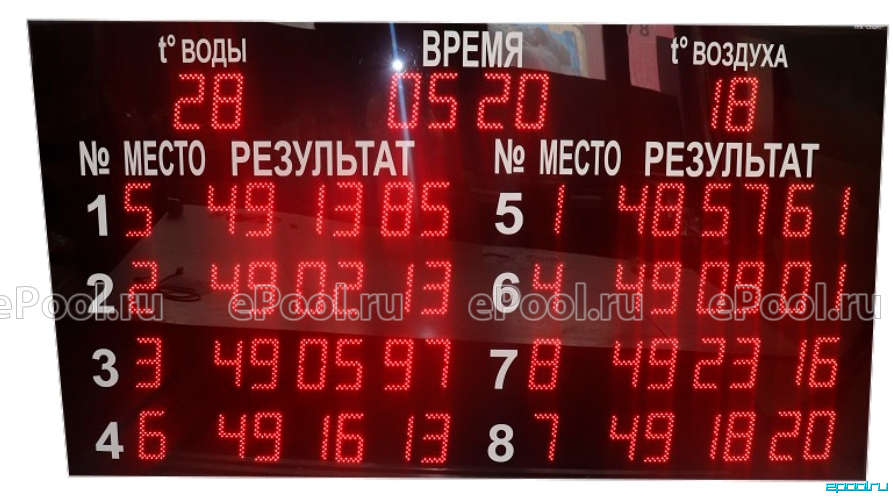 t° ВОДЫ ВРЕМЯ t° ВОЗДУХА
28 05 20 18
№ МЕСТО РЕЗУЛЬТАТ № МЕСТО РЕЗУЛЬТАТ
1 5 49 13 85 5 1 48 57 61
2 2 49.02. 13 6 4 49.09.01
3 3 49 05 97 7 8 49 23 16
4 6 49 16 13 8 7 49 18 20
ePool.ru ePool.ru ePool.ru ePool.ru
epool.ru